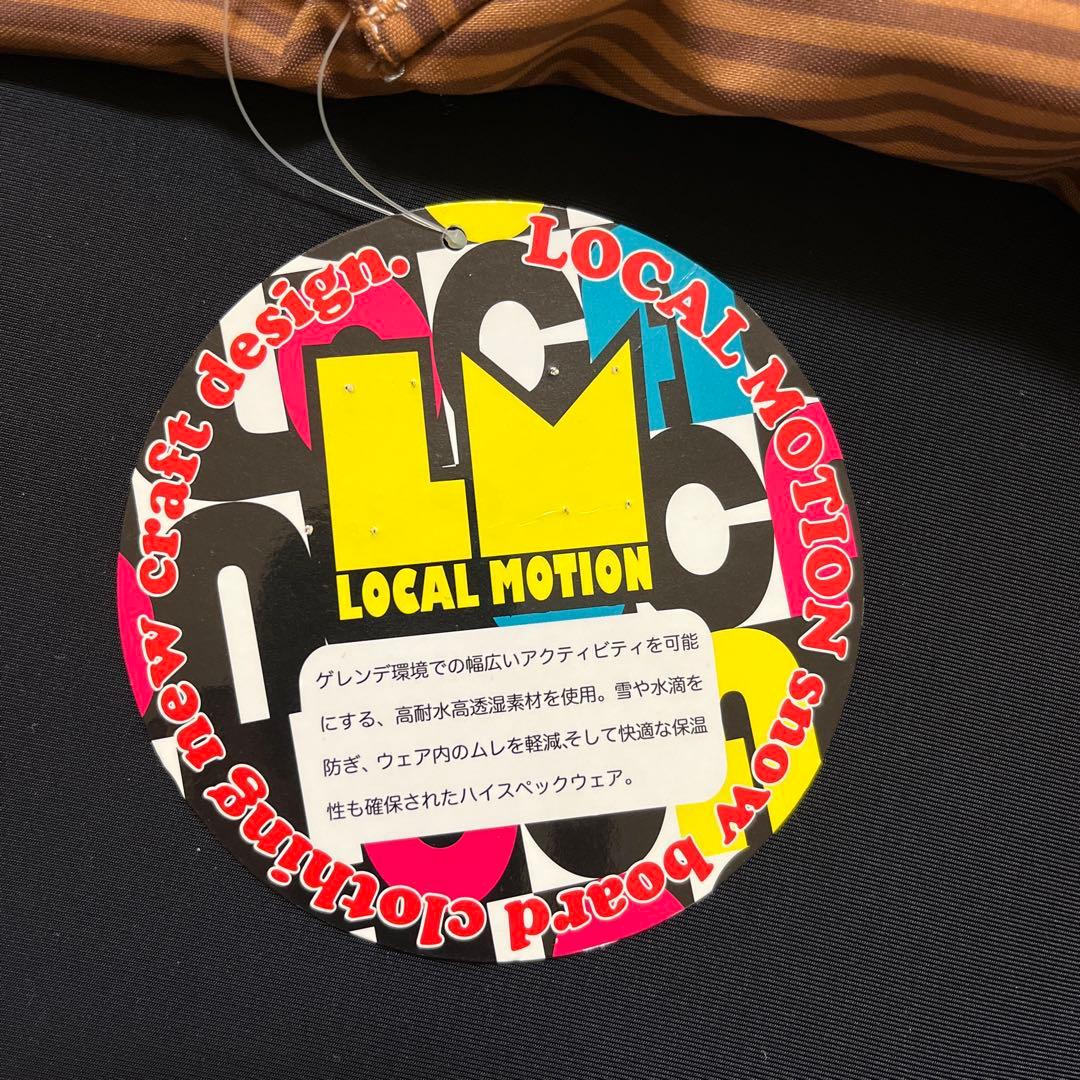 LOCAL MOTION snow board clothing new craft design.
LM
LOCAL MOTION
ゲレンデ環境での幅広いアクティビティを可能
にする、高耐水高透湿素材を使用。雪や水滴を
防ぎ、ウェア内のムレを軽減、そして快適な保温
性も確保されたハイスペックウェア。